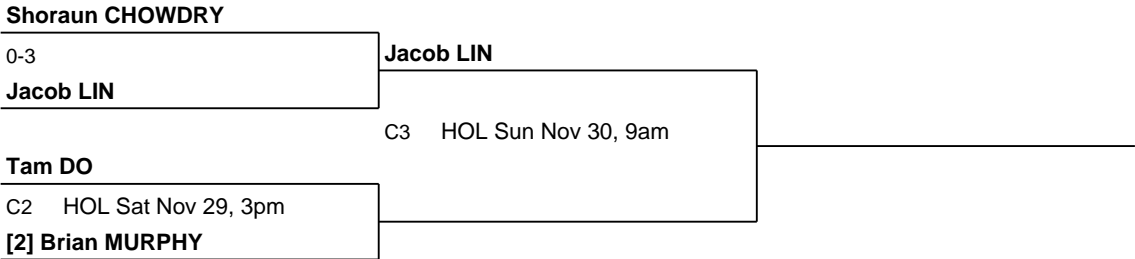 Shoraun CHOWDRY
0-3
Jacob LIN
Jacob LIN
C3 HOL Sun Nov 30, 9am
Tam DO
C2 HOL Sat Nov 29, 3pm
[2] Brian MURPHY